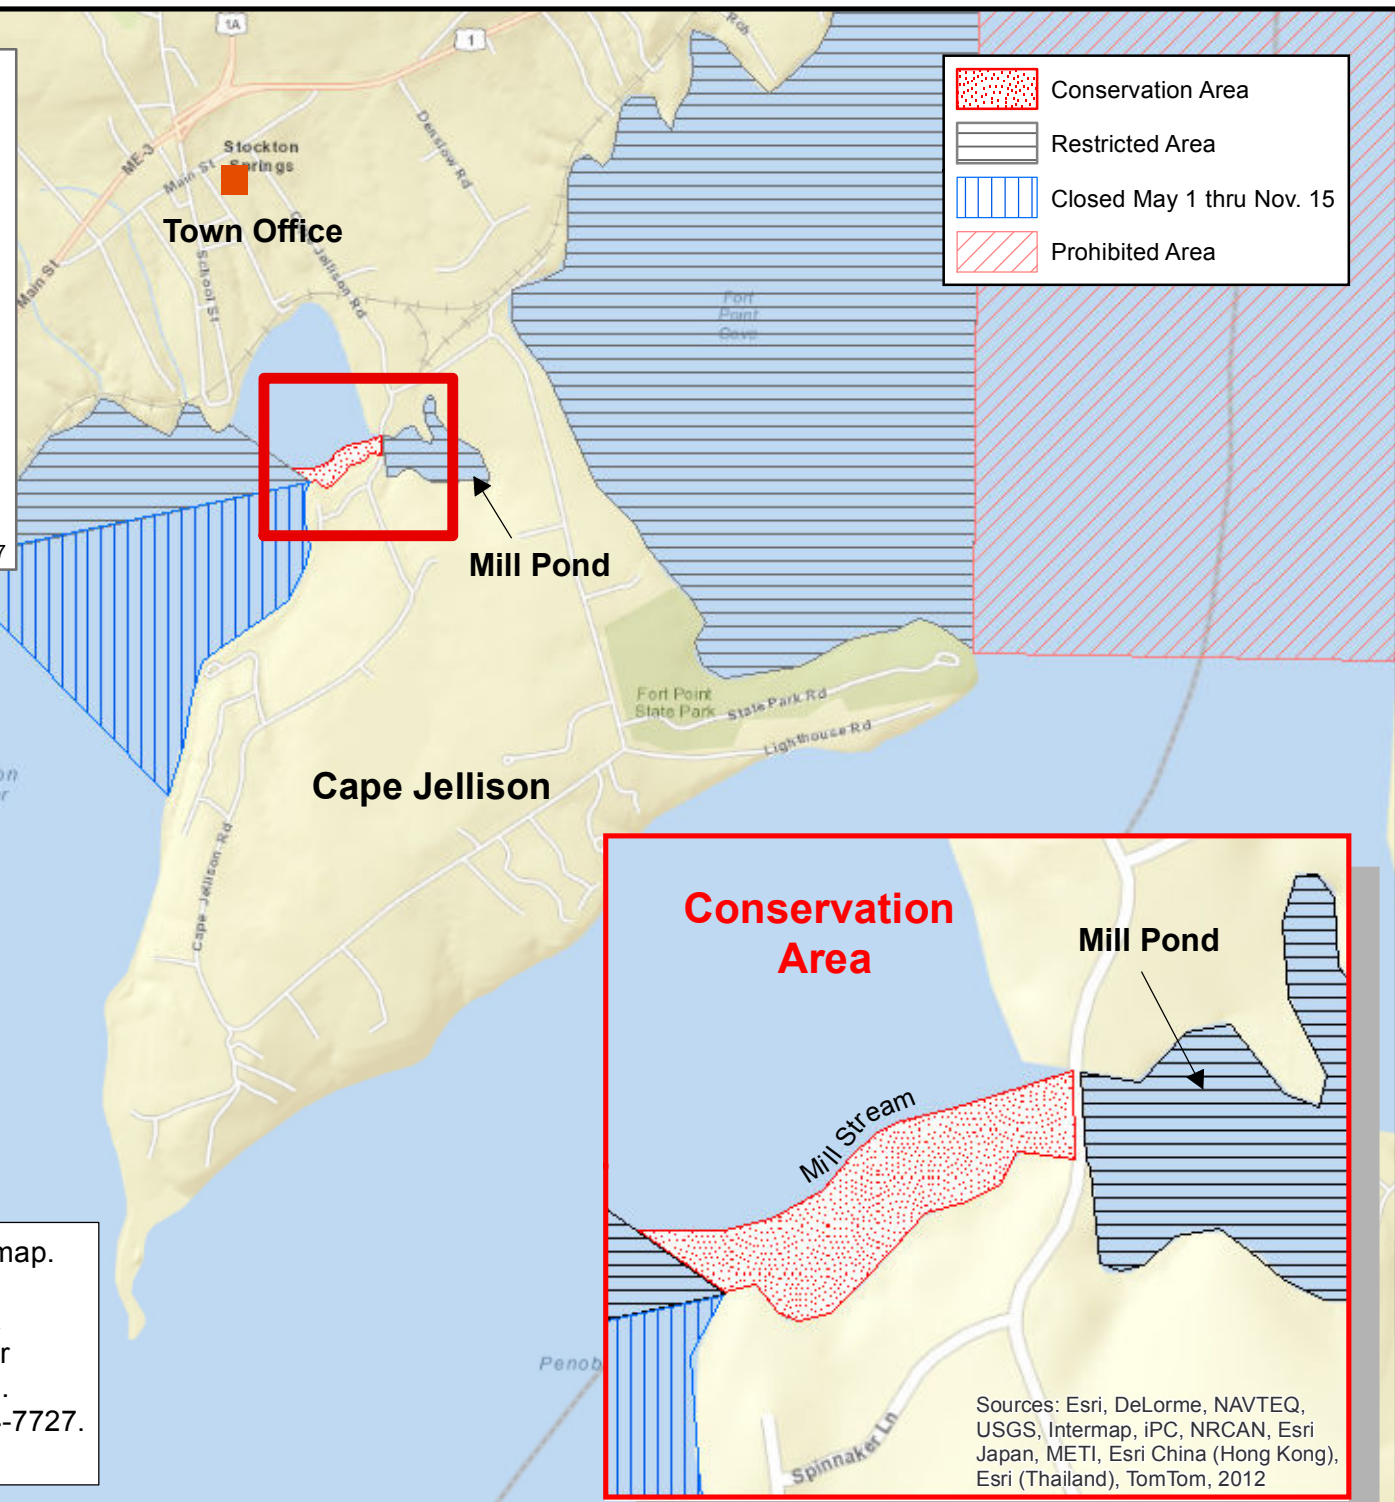 1A
1
Rch
Conservation Area
Restricted Area
Closed May 1 thru Nov. 15
Prohibited Area
ME-3
Main St
Stockton
Springs
Denslow Rd
Town Office
Cape Jellison Rd
School St
Main St
Fort
Point
Cove
7
Mill Pond
Fort Point
State Park
State Park Rd
Lighthouse Rd
Cape Jellison
Cape Jellison Rd
Conservation
Area
Mill Pond
Mill Stream
map.
r
.
-7727.
Penob
Spinnaker Ln
Sources: Esri, DeLorme, NAVTEQ,
USGS, Intermap, iPC, NRCAN, Esri
Japan, METI, Esri China (Hong Kong),
Esri (Thailand), TomTom, 2012